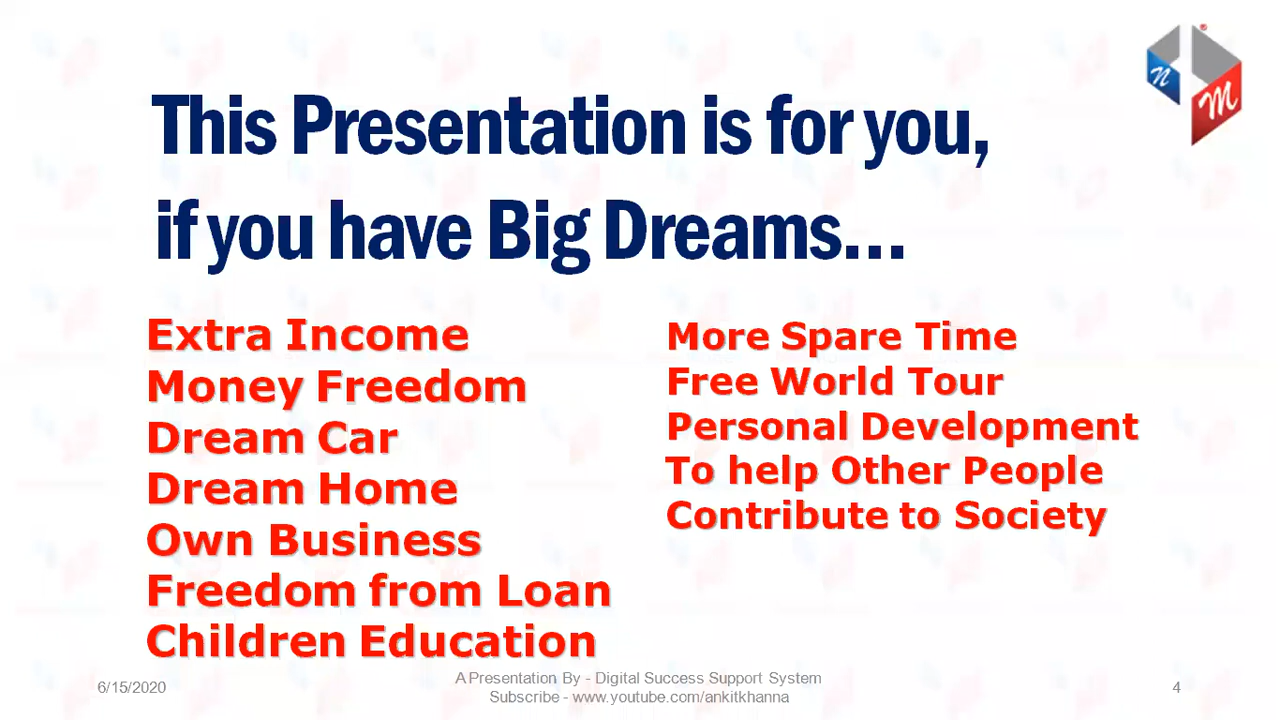 This Presentation is for you,
if you have Big Dreams...
Extra Income
Money Freedom
Dream Car
Dream Home
Own Business
Freedom from Loan
Children Education
More Spare Time
Free World Tour
Personal Development
To help Other People
Contribute to Society
n M
6/15/2020
A Presentation By - Digital Success Support System
Subscribe - www.youtube.com/ankitkhanna
4